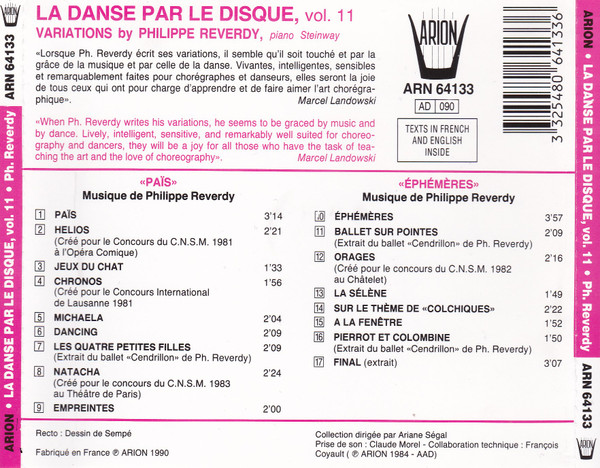 ARION • LA DANSE PAR LE DISQUE, vol. 11 • Ph. Reverdy ARN 64133
LA DANSE PAR LE DISQUE, vol. 11
VARIATIONS by PHILIPPE REVERDY, piano Steinway
«Lorsque Ph. Reverdy écrit ses variations, il semble qu'il soit touché et par la
grâce de la musique et par celle de la danse. Vivantes, intelligentes, sensibles
et remarquablement faites pour chorégraphes et danseurs, elles seront la joie
de tous ceux qui ont pour charge d'apprendre et de faire aimer l'art chorégra-
phique».
Marcel Landowski
«When Ph. Reverdy writes his variations, he seems to be graced by music and
by dance. Lively, intelligent, sensitive, and remarkably well suited for choreo-
graphy and dancers, they will be a joy for all those who have the task of tea-
ching the art and the love of choreography».
Marcel Landowski
ARION
ARN 64133
AD 090
TEXTS IN FRENCH
AND ENGLISH
INSIDE
3 325480 641336
«PAÏS»
Musique de Philippe Reverdy
1 PAÏS 3'14
2 HELIOS 2'21
(Créé pour le Concours du C.N.S.M. 1981
à l'Opéra Comique)
3 JEUX DU CHAT 1'33
4 CHRONOS 1'56
(Créé pour le Concours International
de Lausanne 1981
5 MICHAELA 2'04
6 DANCING 2'09
7 LES QUATRE PETITES FILLES 2'09
(Extrait du ballet «Cendrillon» de Ph. Reverdy)
8 NATACHA 2'24
(Créé pour le concours du C.N.S.M. 1983
au Théâtre de Paris)
9 EMPREINTES 2'00
«ÉPHÉMÈRES»
Musique de Philippe Reverdy
10 ÉPHÉMÈRES 3'57
11 BALLET SUR POINTES 2'09
(Extrait du ballet «Cendrillon» de Ph. Reverdy)
12 ORAGES 2'16
(Créé pour le concours du C.N.S.M. 1982
au Châtelet)
13 LA SÉLÈNE 1'49
14 SUR LE THÈME DE «COLCHIQUES» 2'22
15 A LA FENÊTRE 1'52
16 PIERROT ET COLOMBINE 1'50
(Extrait du ballet «Cendrillon» de Ph. Reverdy)
17 FINAL (extrait) 3'07
Recto : Dessin de Sempé
Fabriqué en France ℗ ARION 1990
Collection dirigée par Ariane Ségal
Prise de son : Claude Morel - Collaboration technique : François
Coyault (℗ ARION 1984 - AAD)
ARION • LA DANSE PAR LE DISQUE, vol. 11 • Ph. Reverdy ARN 64133
ARION